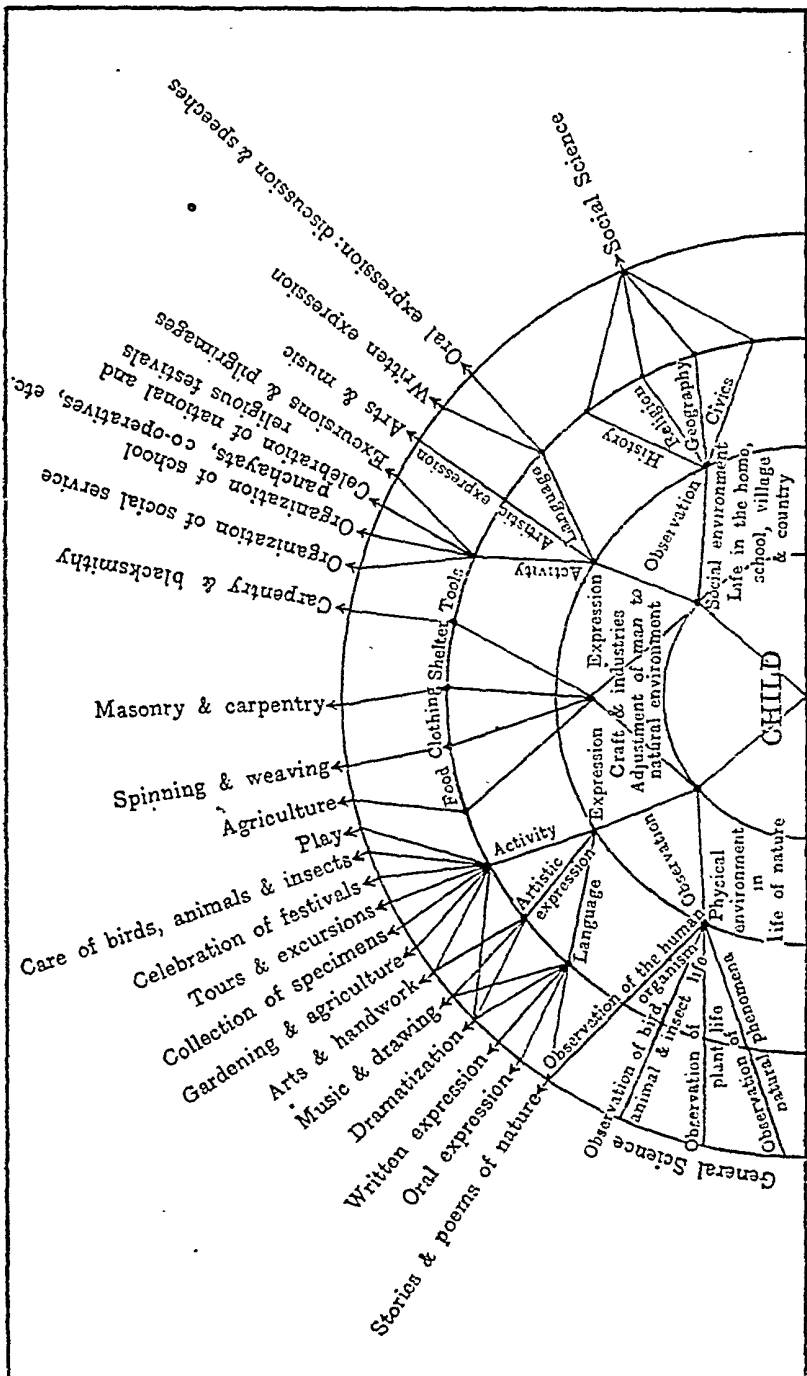 Social Science
Oral expression: discussion & speeches
Written expression
Arts & music
Excursions & pilgrimages
Celebration of national and
religious festivals
Organization of school
panchayats, co-operatives, etc.
Organization of social service
Carpentry & blacksmithy
Masonry & carpentry
Spinning & weaving
Agriculture
Play
Care of birds, animals & insects
Celebration of festivals
Tours & excursions
Collection of specimens
Gardening & agriculture
Arts & handwork
Music & drawing
Dramatization
Written expression
Oral expression
Stories & poems of nature
General Science
History
Religion
Geography
Civics
Language
Artistic
expression
Activity
Observation
Social environment
Life in the home,
school, village
& country
Tools
Shelter
Clothing
Food
Expression
Craft & industries
Adjustment of man to
natural environment
Expression
Activity
Artistic
expression
Language
Observation
Physical
environment
in
life of nature
Observation of the human
organism
Observation of bird
animal & insect life
Observation of
plant life
Observation of
natural phenomena
CHILD